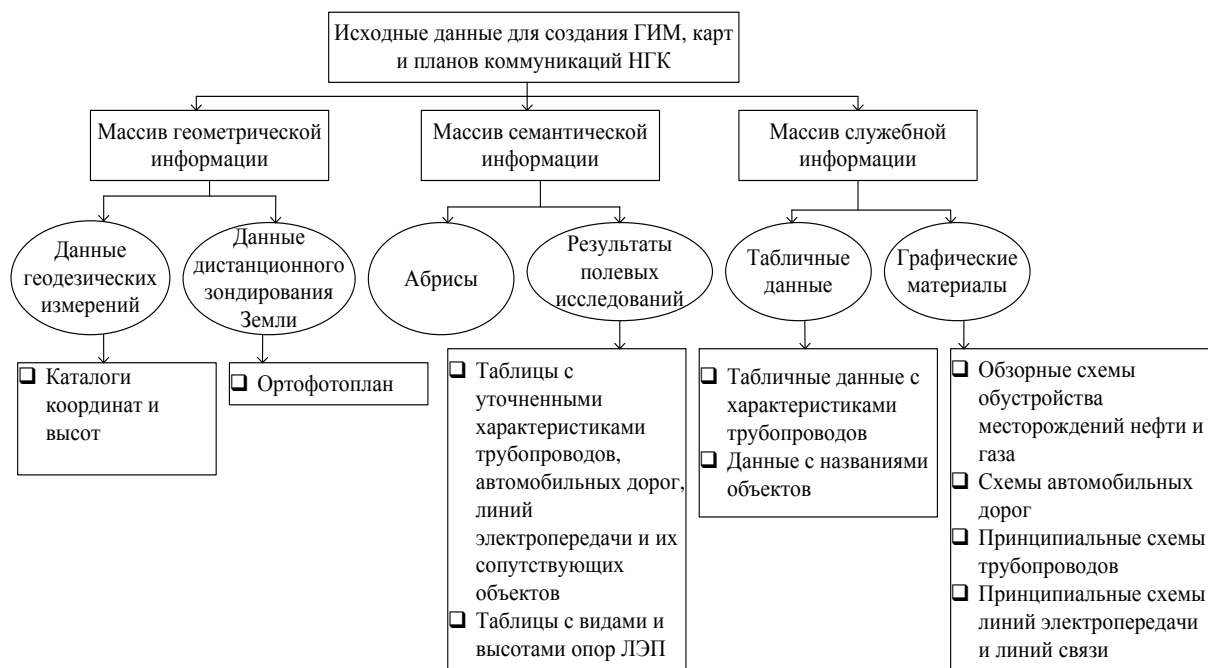 Исходные данные для создания ГИМ, карт
и планов коммуникаций НГК
Массив геометрической
информации
Массив семантической
информации
Массив служебной
информации
Данные
геодезических
измерений
Данные
дистанционного
зондирования
Земли
Абрисы
Результаты
полевых
исследований
Табличные
данные
Графические
материалы
Каталоги
координат и
высот
Ортофотоплан
Таблицы с
уточненными
характеристиками
трубопроводов,
автомобильных дорог,
линий
электропередачи и их
сопутствующих
объектов
Таблицы с видами и
высотами опор ЛЭП
Табличные данные с
характеристиками
трубопроводов
Данные с названиями
объектов
Обзорные схемы
обустройства
месторождений нефти и
газа
Схемы автомобильных
дорог
Принципиальные схемы
трубопроводов
Принципиальные схемы
линий электропередачи
и линий связи